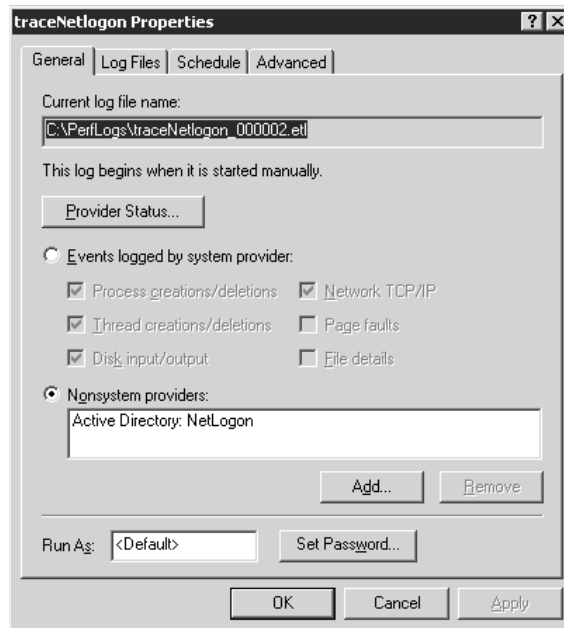 traceNetlogon Properties
General Log Files Schedule Advanced
Current log file name:
C:\PerfLogs\traceNetlogon_000002.etl
This log begins when it is started manually.
Provider Status...
Events logged by system provider:
Process creations/deletions Network TCP/IP
Thread creations/deletions Page faults
Disk input/output File details
Nonsystem providers:
Active Directory: NetLogon
Add... Remove
Run As: <Default> Set Password...
OK Cancel Apply